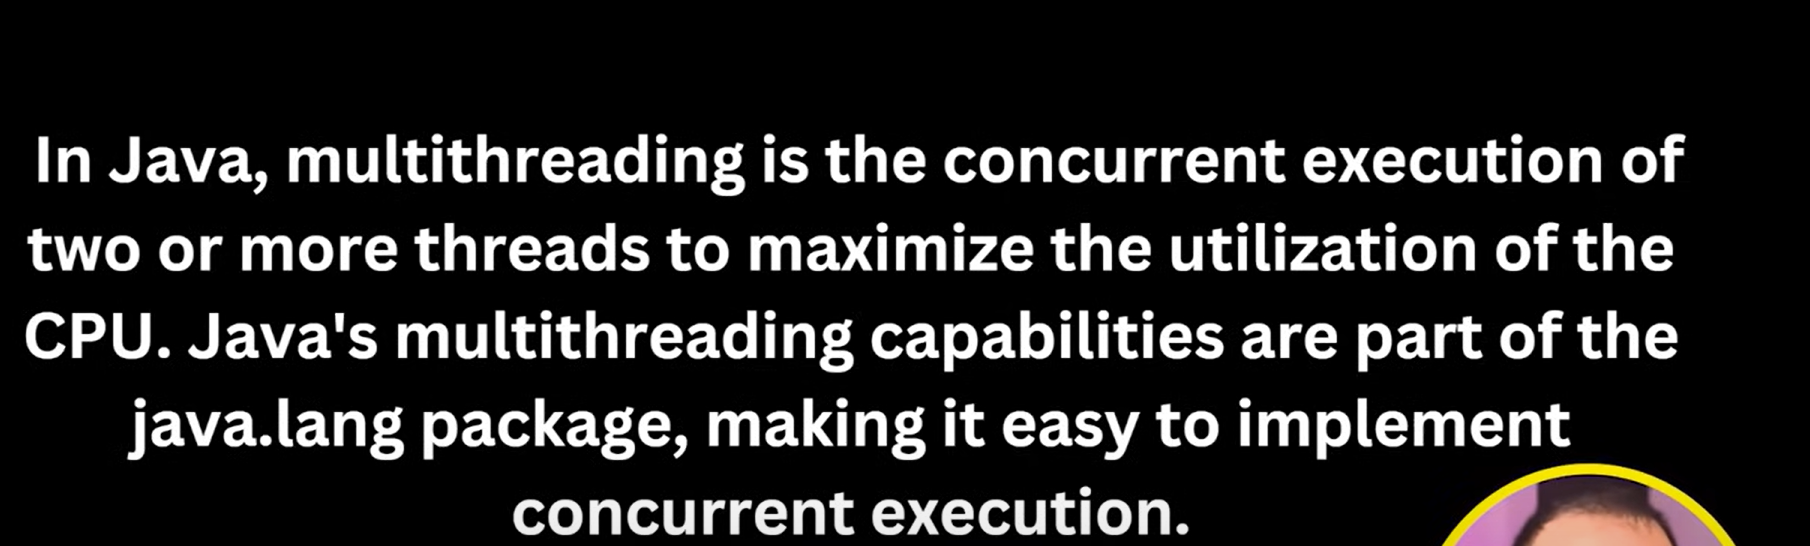 In Java, multithreading is the concurrent execution of
two or more threads to maximize the utilization of the
CPU. Java's multithreading capabilities are part of the
java.lang package, making it easy to implement
concurrent execution.